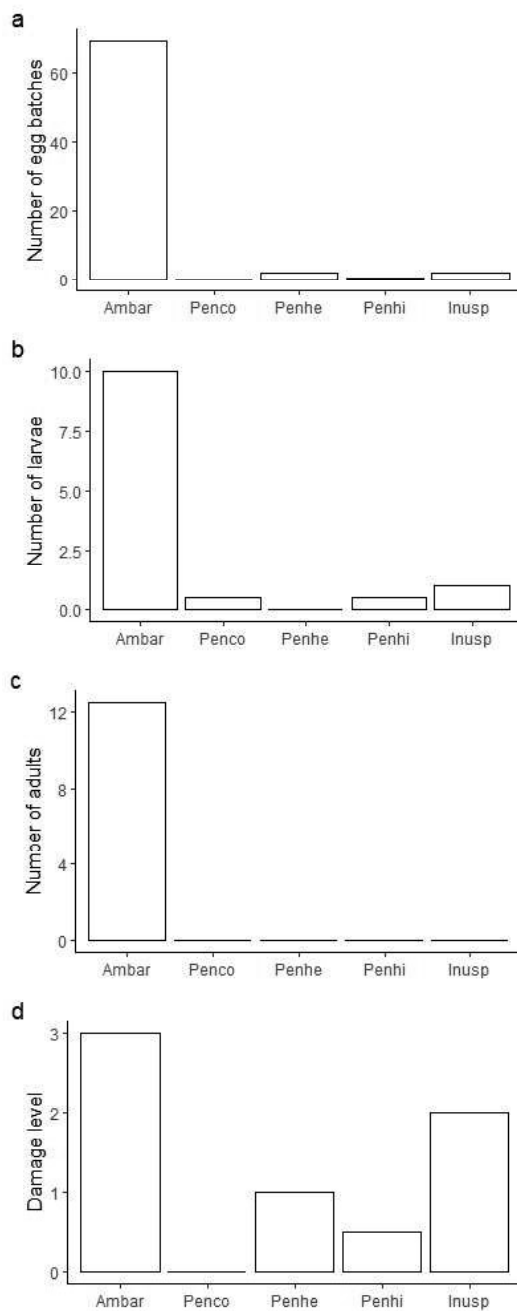 a
Number of egg batches
60
40
20
0
Ambar Penco Penhe Penhi Inusp
b
Number of larvae
10.0
7.5
5.0
2.5
0.0
Ambar Penco Penhe Penhi Inusp
c
Number of adults
12
8
4
0
Ambar Penco Penhe Penhi Inusp
d
Damage level
3
2
1
0
Ambar Penco Penhe Penhi Inusp